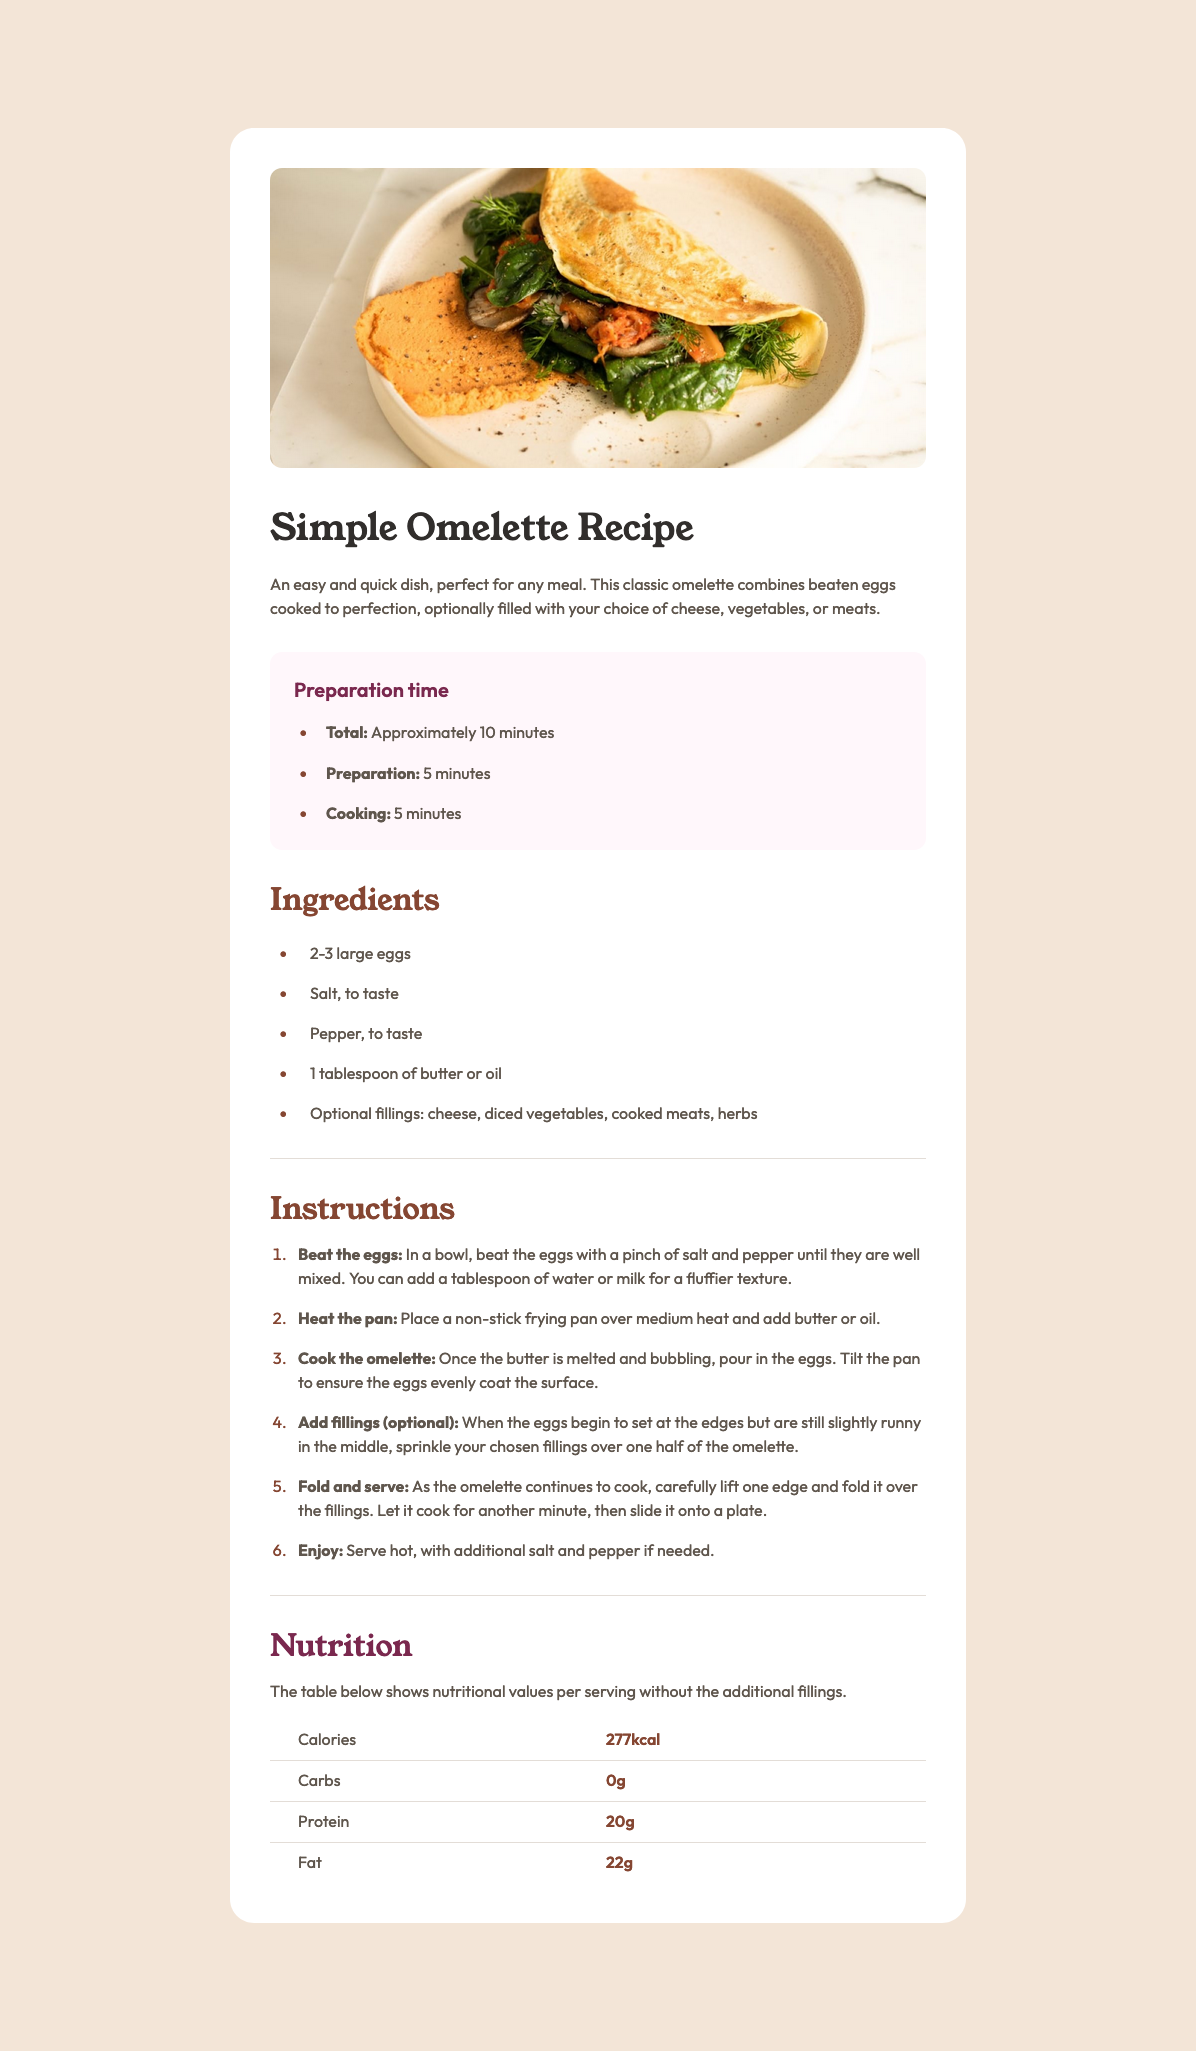 Simple Omelette Recipe
An easy and quick dish, perfect for any meal. This classic omelette combines beaten eggs
cooked to perfection, optionally filled with your choice of cheese, vegetables, or meats.
Preparation time
• Total: Approximately 10 minutes
• Preparation: 5 minutes
• Cooking: 5 minutes
Ingredients
• 2-3 large eggs
• Salt, to taste
• Pepper, to taste
• 1 tablespoon of butter or oil
• Optional fillings: cheese, diced vegetables, cooked meats, herbs
Instructions
1. Beat the eggs: In a bowl, beat the eggs with a pinch of salt and pepper until they are well
mixed. You can add a tablespoon of water or milk for a fluffier texture.
2. Heat the pan: Place a non-stick frying pan over medium heat and add butter or oil.
3. Cook the omelette: Once the butter is melted and bubbling, pour in the eggs. Tilt the pan
to ensure the eggs evenly coat the surface.
4. Add fillings (optional): When the eggs begin to set at the edges but are still slightly runny
in the middle, sprinkle your chosen fillings over one half of the omelette.
5. Fold and serve: As the omelette continues to cook, carefully lift one edge and fold it over
the fillings. Let it cook for another minute, then slide it onto a plate.
6. Enjoy: Serve hot, with additional salt and pepper if needed.
Nutrition
The table below shows nutritional values per serving without the additional fillings.
Calories 277kcal
Carbs 0g
Protein 20g
Fat 22g